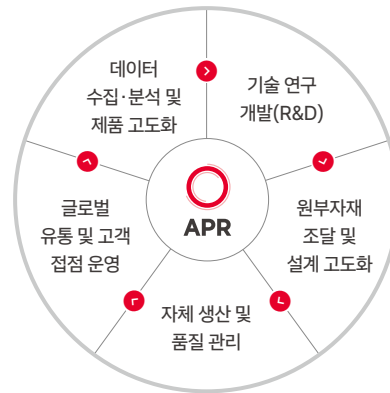 데이터
수집·분석 및
제품 고도화
기술 연구
개발(R&D)
원부자재
조달 및
설계 고도화
자체 생산 및
품질 관리
글로벌
유통 및 고객
접점 운영
APR